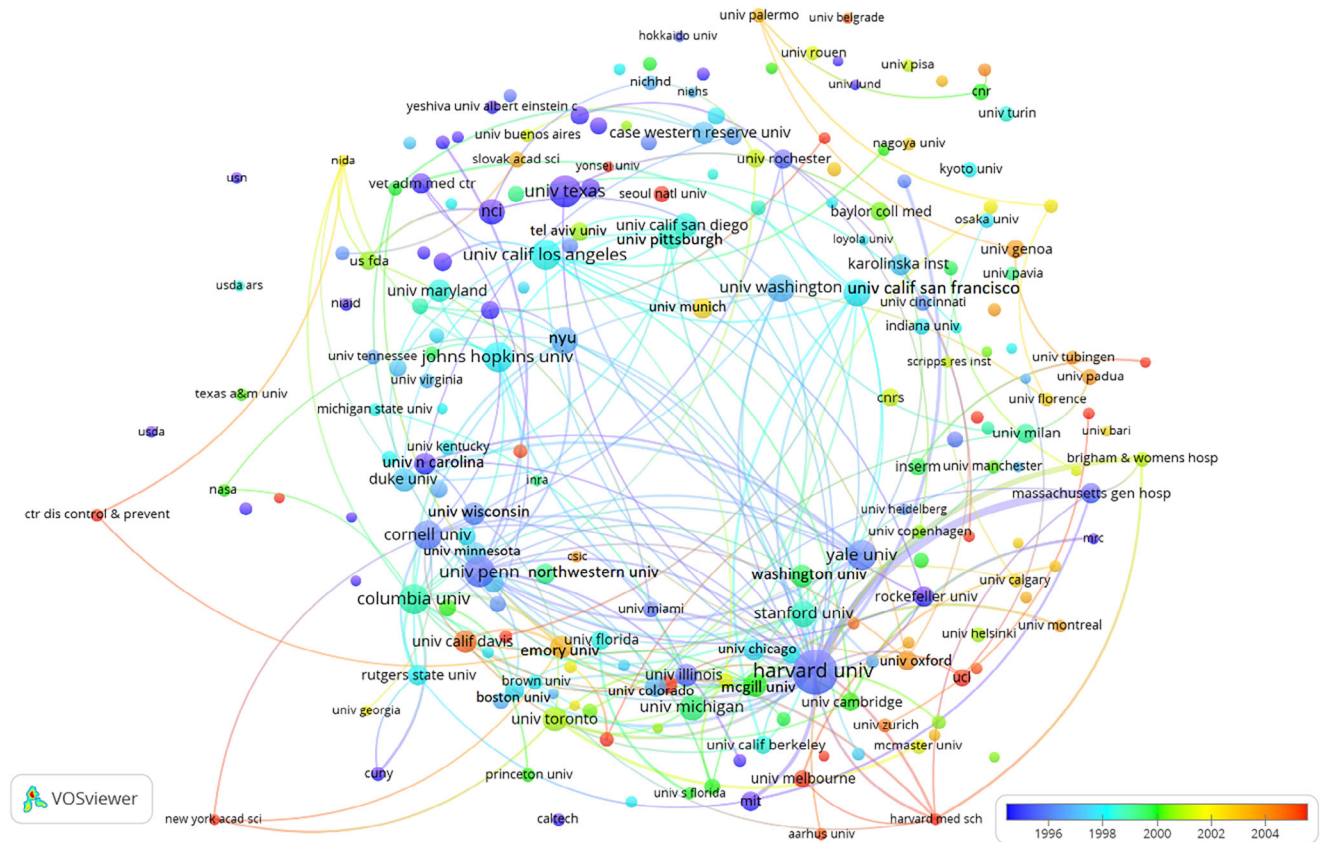 univ palermo
univ belgrade
hokkaido univ
univ rouen
univ pisa
nichhd
univ lund
niehs
cnr
yeshiva univ albert einstein c
univ turin
univ buenos aires
case western reserve univ
nagoya univ
nida
slovak acad sci
yonsei univ
univ rochester
kyoto univ
usn
vet adm med ctr
univ texas
seoul natl univ
nci
baylor coll med
osaka univ
univ calif san diego
tel aviv univ
univ pittsburgh
loyola univ
univ genoa
univ calif los angeles
us fda
karolinska inst
univ pavia
usda ars
univ maryland
univ washington
univ calif san francisco
niaid
univ munich
univ cincinnati
indiana univ
nyu
univ tennessee
johns hopkins univ
scripps res inst
univ tubingen
univ virginia
univ padua
texas a&m univ
cnrs
univ florence
michigan state univ
usda
univ milan
univ bari
univ kentucky
univ n carolina
brigham & womens hosp
inserm
univ manchester
duke univ
inra
nasa
massachusetts gen hosp
ctr dis control & prevent
univ wisconsin
univ heidelberg
cornell univ
univ copenhagen
mrc
univ minnesota
csic
yale univ
univ penn
northwestern univ
washington univ
univ calgary
columbia univ
rockefeller univ
univ miami
stanford univ
univ montreal
univ calif davis
univ florida
univ helsinki
emory univ
univ chicago
univ oxford
rutgers state univ
brown univ
univ illinois
harvard univ
ucl
boston univ
univ colorado
mcgill univ
univ georgia
univ michigan
univ cambridge
univ toronto
univ zurich
univ calif berkeley
mcmaster univ
cuny
princeton univ
univ melbourne
univ s florida
mit
VOSviewer
new york acad sci
caltech
harvard med sch
aarhus univ
1996 1998 2000 2002 2004